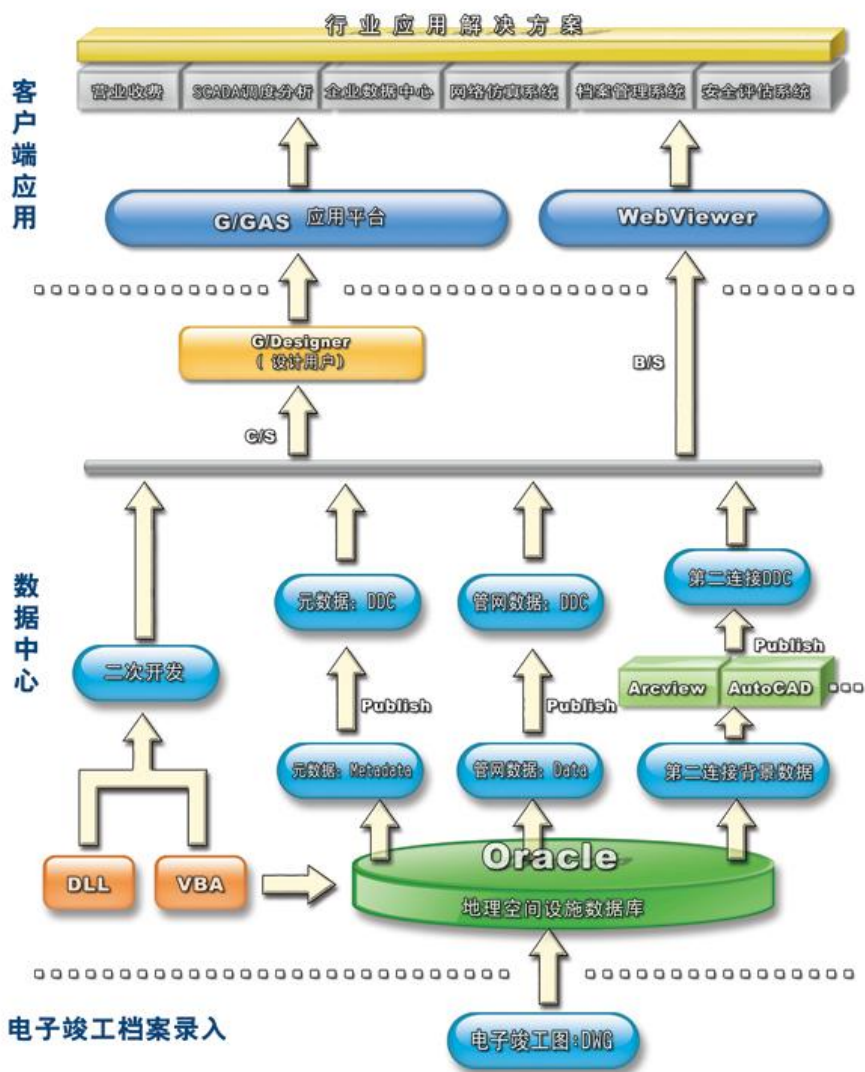 行业应用解决方案
营业收费
SCADA调度分析
企业数据中心
网络仿真系统
档案管理系统
安全评估系统
客户端应用
G/GAS 应用平台
WebViewer
G/Designer
( 设计用户)
B/S
C/S
数据中心
元数据: DDC
管网数据: DDC
第二连接DDC
Publish
二次开发
Arcview
AutoCAD
Publish
Publish
元数据: Metadata
管网数据: Data
第二连接背景数据
DLL
VBA
Oracle
地理空间设施数据库
电子竣工档案录入
电子竣工图:DWG